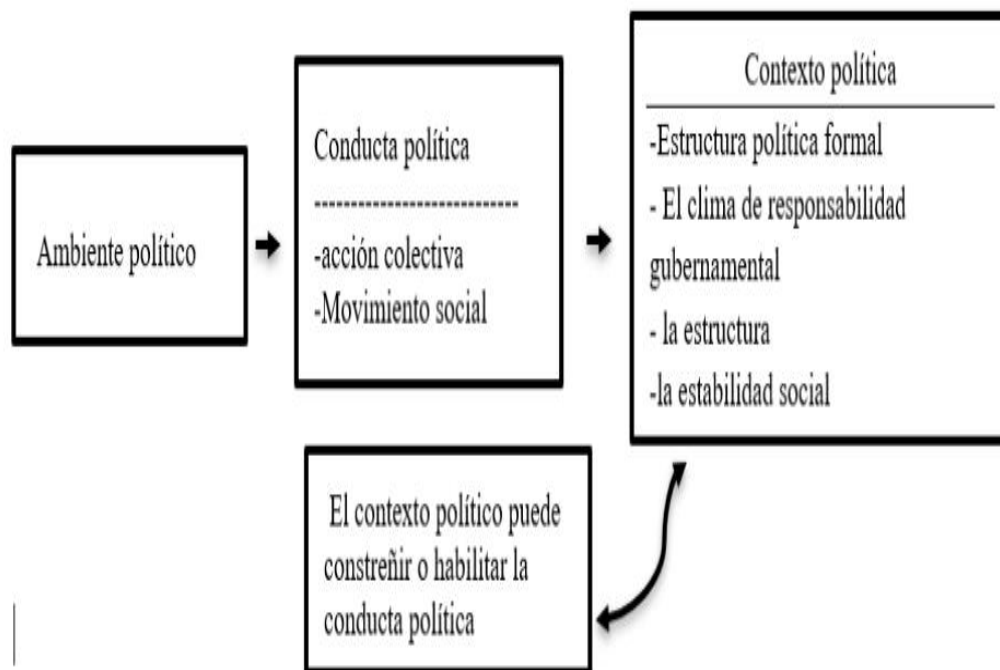 Ambiente político
Conducta política
----------------------------
-acción colectiva
-Movimiento social
Contexto política
-Estructura política formal
- El clima de responsabilidad
gubernamental
- la estructura
-la estabilidad social
El contexto político puede
constreñir o habilitar la
conducta política